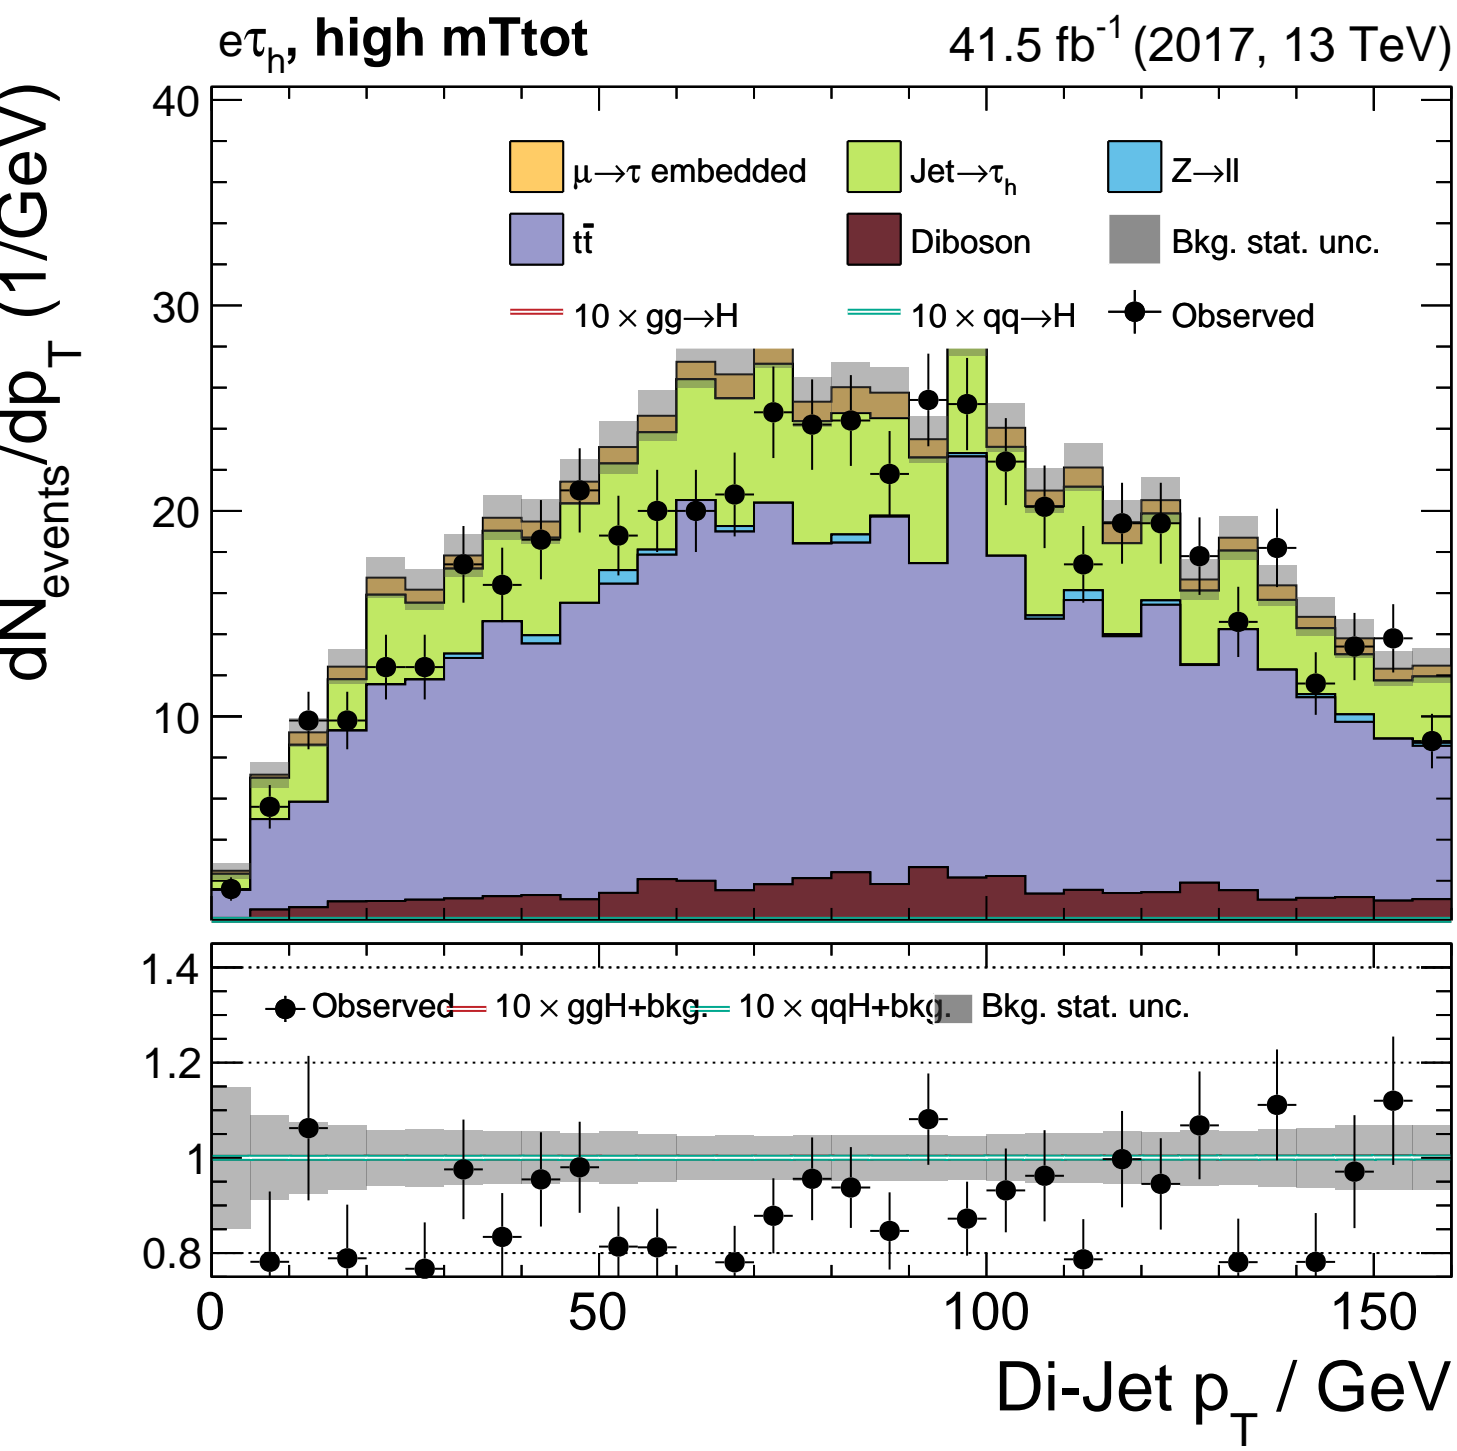 eτh, high mTtot 41.5 fb-1 (2017, 13 TeV)
dNevents/dpT (1/GeV)
40
30
20
10
μ→τ embedded Jet→τh Z→ll
tt̄ Diboson Bkg. stat. unc.
10 × gg→H 10 × qq→H Observed
1.4
1.2
1
0.8
Observed 10 × ggH+bkg. 10 × qqH+bkg. Bkg. stat. unc.
0 50 100 150
Di-Jet pT / GeV